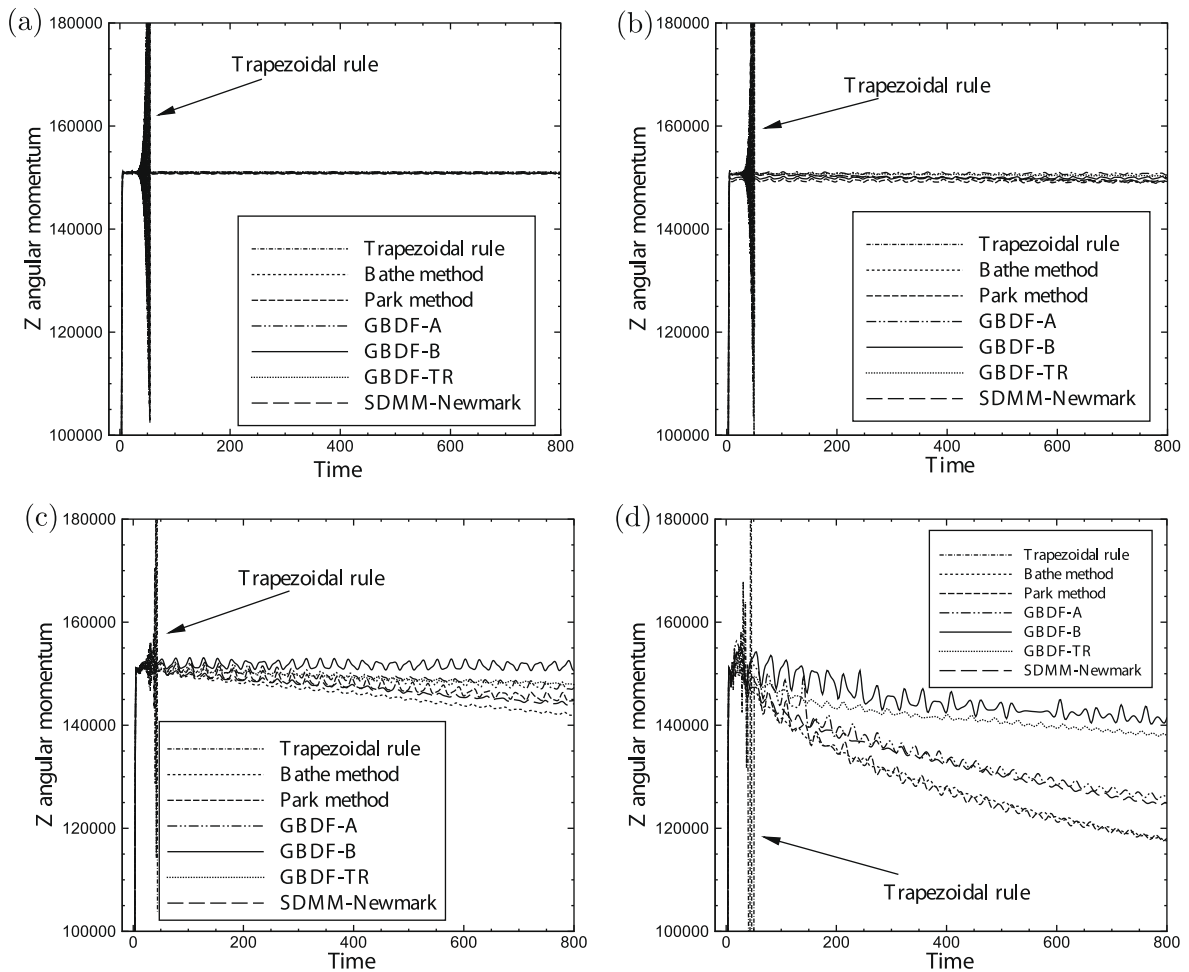 (a)
180000
160000
140000
120000
100000
Z angular momentum
Trapezoidal rule
Trapezoidal rule
Bathe method
Park method
GBDF-A
GBDF-B
GBDF-TR
SDMM-Newmark
0 200 400 600 800
Time
(b)
180000
160000
140000
120000
100000
Z angular momentum
Trapezoidal rule
Trapezoidal rule
Bathe method
Park method
GBDF-A
GBDF-B
GBDF-TR
SDMM-Newmark
0 200 400 600 800
Time
(c)
180000
160000
140000
120000
100000
Z angular momentum
Trapezoidal rule
Trapezoidal rule
Bathe method
Park method
GBDF-A
GBDF-B
GBDF-TR
SDMM-Newmark
0 200 400 600 800
Time
(d)
180000
160000
140000
120000
100000
Z angular momentum
Trapezoidal rule
Bathe method
Park method
GBDF-A
GBDF-B
GBDF-TR
SDMM-Newmark
Trapezoidal rule
0 200 400 600 800
Time